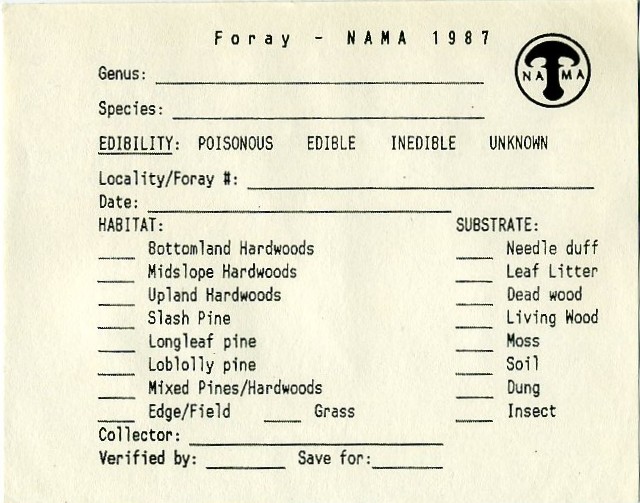 Foray - NAMA 1987
NAMA
Genus:
Species:
EDIBILITY: POISONOUS EDIBLE INEDIBLE UNKNOWN
Locality/Foray #:
Date:
HABITAT: SUBSTRATE:
Bottomland Hardwoods Needle duff
Midslope Hardwoods Leaf Litter
Upland Hardwoods Dead wood
Slash Pine Living Wood
Longleaf pine Moss
Loblolly pine Soil
Mixed Pines/Hardwoods Dung
Edge/Field Grass Insect
Collector:
Verified by: Save for: